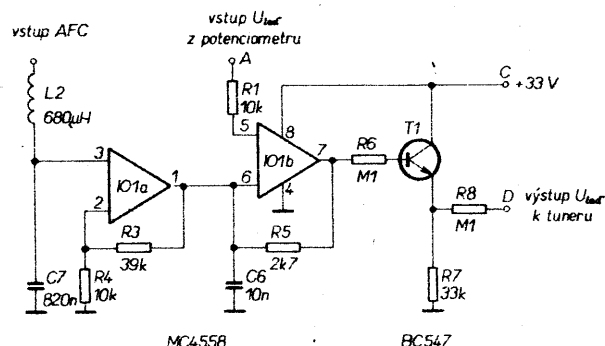 vstup AFC
vstup U lad
z potenciometru
A
L2
680µH
R1
10k
C
+33 V
T1
3
IO1a
1
2
5
8
IO1b
7
6
4
R6
M1
R8
M1
D
výstup U lad
k tuneru
R3
39k
R5
2k7
C7
820n
R4
10k
C6
10n
R7
33k
MC4558
BC547